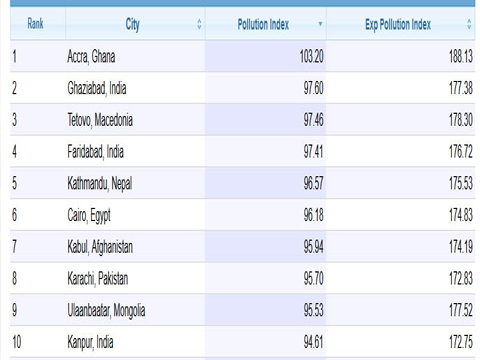 Rank City Pollution Index Exp Pollution Index
1 Accra, Ghana 103.20 188.13
2 Ghaziabad, India 97.60 177.38
3 Tetovo, Macedonia 97.46 178.30
4 Faridabad, India 97.41 176.72
5 Kathmandu, Nepal 96.57 175.53
6 Cairo, Egypt 96.18 174.83
7 Kabul, Afghanistan 95.94 174.19
8 Karachi, Pakistan 95.70 172.83
9 Ulaanbaatar, Mongolia 95.53 177.52
10 Kanpur, India 94.61 172.75